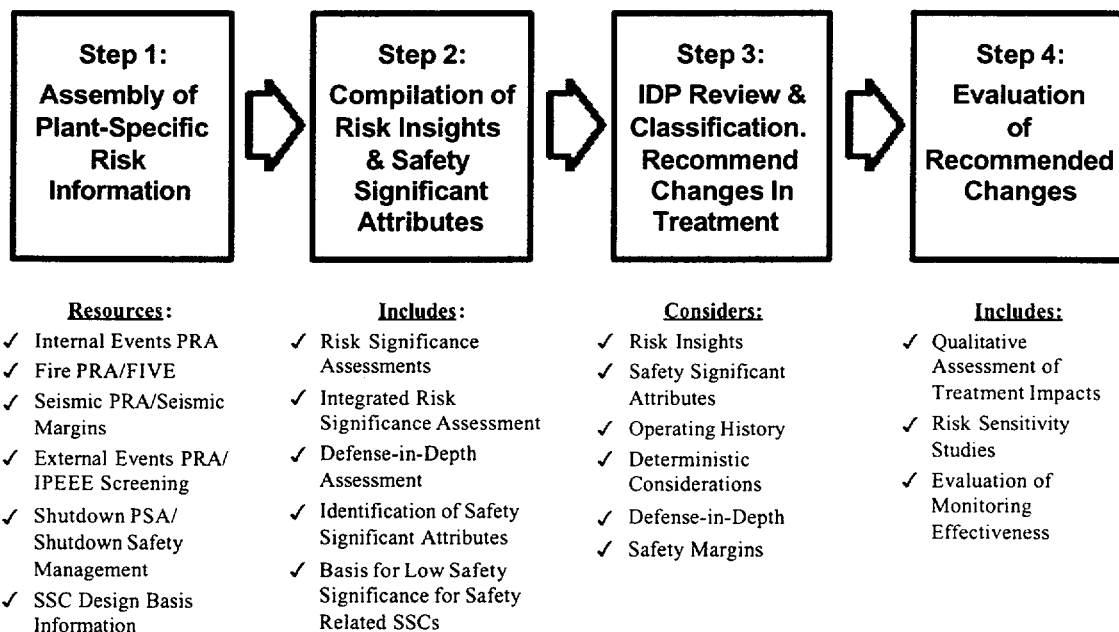 Step 1:
Assembly of
Plant-Specific
Risk
Information
Step 2:
Compilation of
Risk Insights
& Safety
Significant
Attributes
Step 3:
IDP Review &
Classification.
Recommend
Changes In
Treatment
Step 4:
Evaluation
of
Recommended
Changes
Resources:
✓ Internal Events PRA
✓ Fire PRA/FIVE
✓ Seismic PRA/Seismic
Margins
✓ External Events PRA/
IPEEE Screening
✓ Shutdown PSA/
Shutdown Safety
Management
✓ SSC Design Basis
Information
Includes:
✓ Risk Significance
Assessments
✓ Integrated Risk
Significance Assessment
✓ Defense-in-Depth
Assessment
✓ Identification of Safety
Significant Attributes
✓ Basis for Low Safety
Significance for Safety
Related SSCs
Considers:
✓ Risk Insights
✓ Safety Significant
Attributes
✓ Operating History
✓ Deterministic
Considerations
✓ Defense-in-Depth
✓ Safety Margins
Includes:
✓ Qualitative
Assessment of
Treatment Impacts
✓ Risk Sensitivity
Studies
✓ Evaluation of
Monitoring
Effectiveness